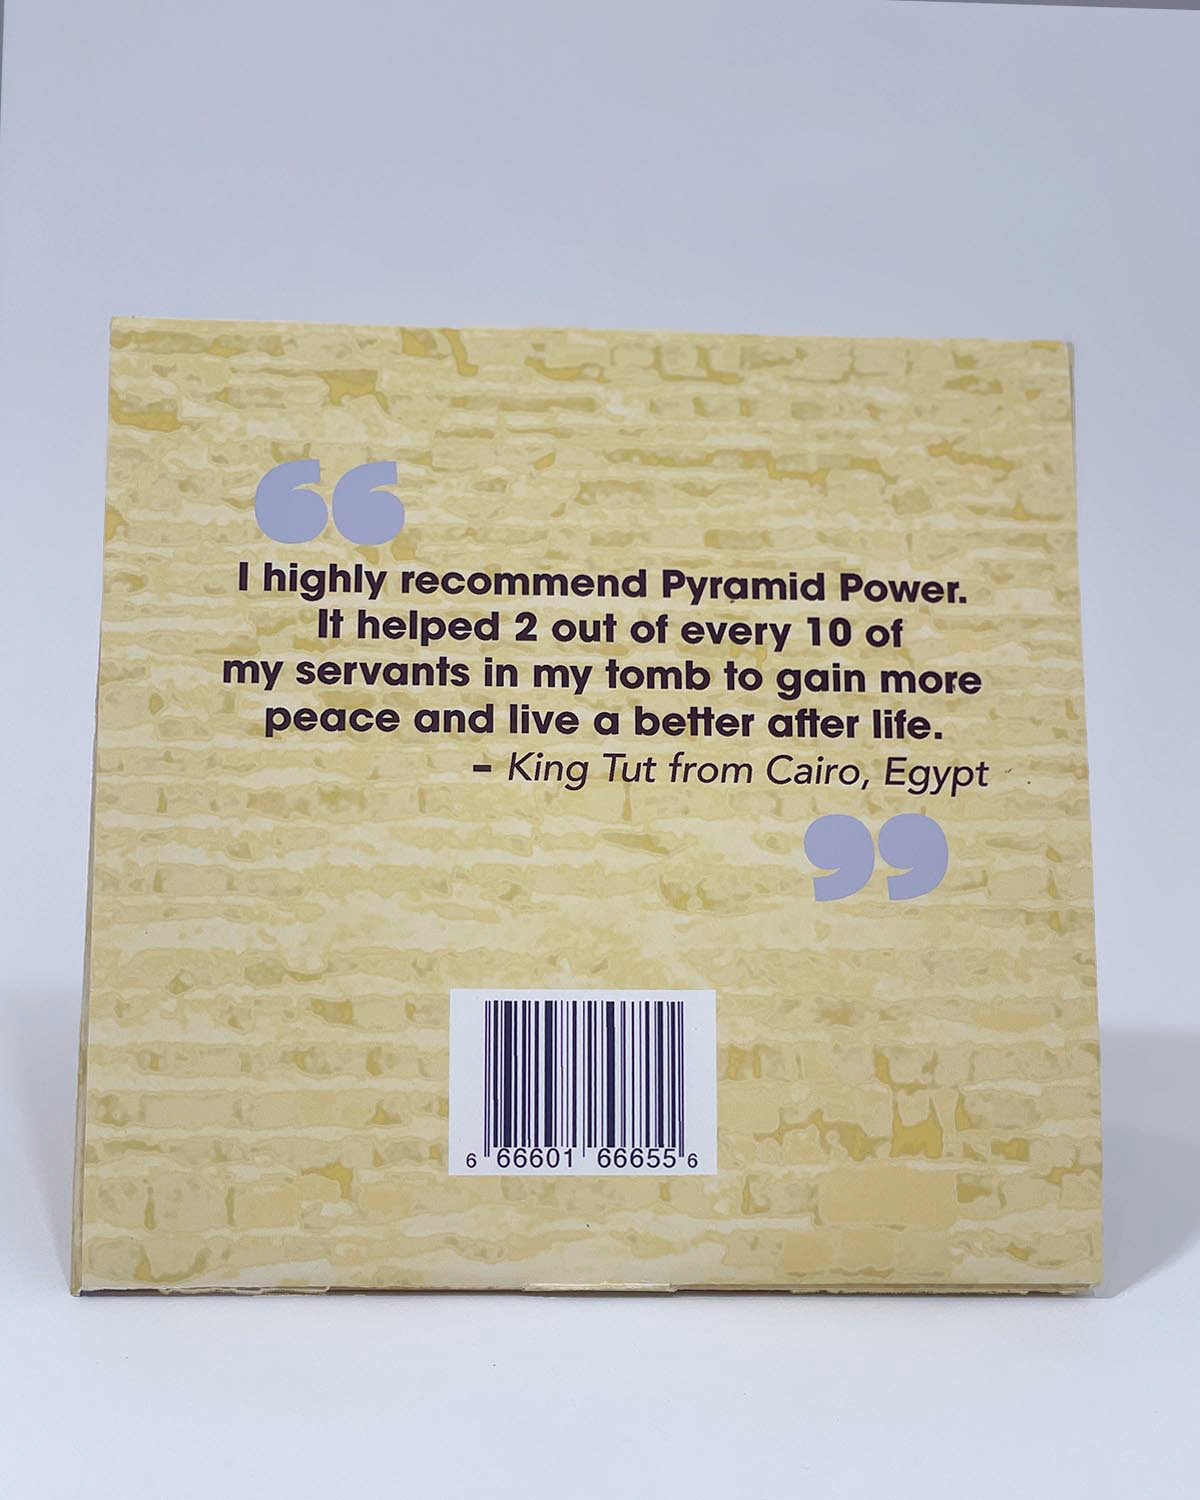 “
I highly recommend Pyramid Power.
It helped 2 out of every 10 of
my servants in my tomb to gain more
peace and live a better after life.
– King Tut from Cairo, Egypt
”
6 66601 66655 6